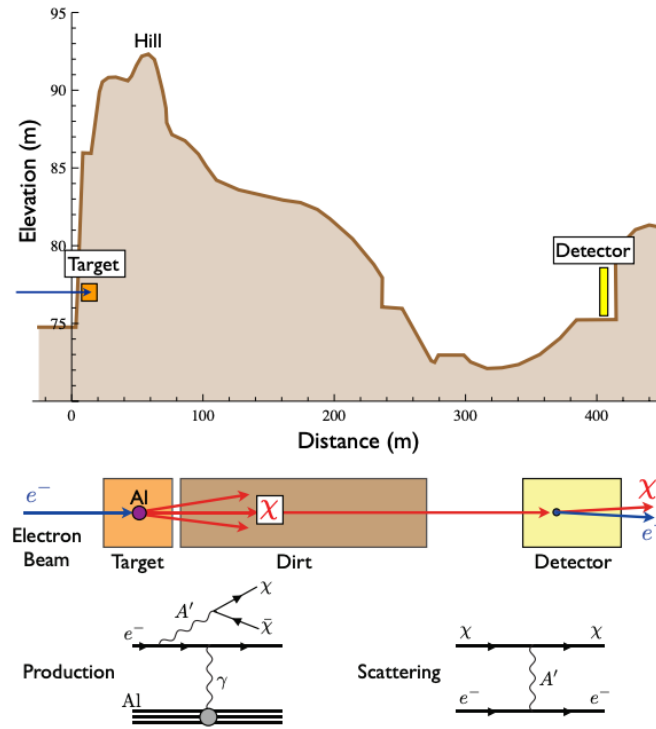 95
Hill
90
85
Elevation (m)
80
Target
Detector
75
0
100
200
300
400
Distance (m)
e⁻
Al
χ
χ
Electron
Beam
Target
Dirt
Detector
e⁻
A′
χ
χ̄
e⁻
Production
γ
Al
χ
χ
Scattering
A′
e⁻
e⁻